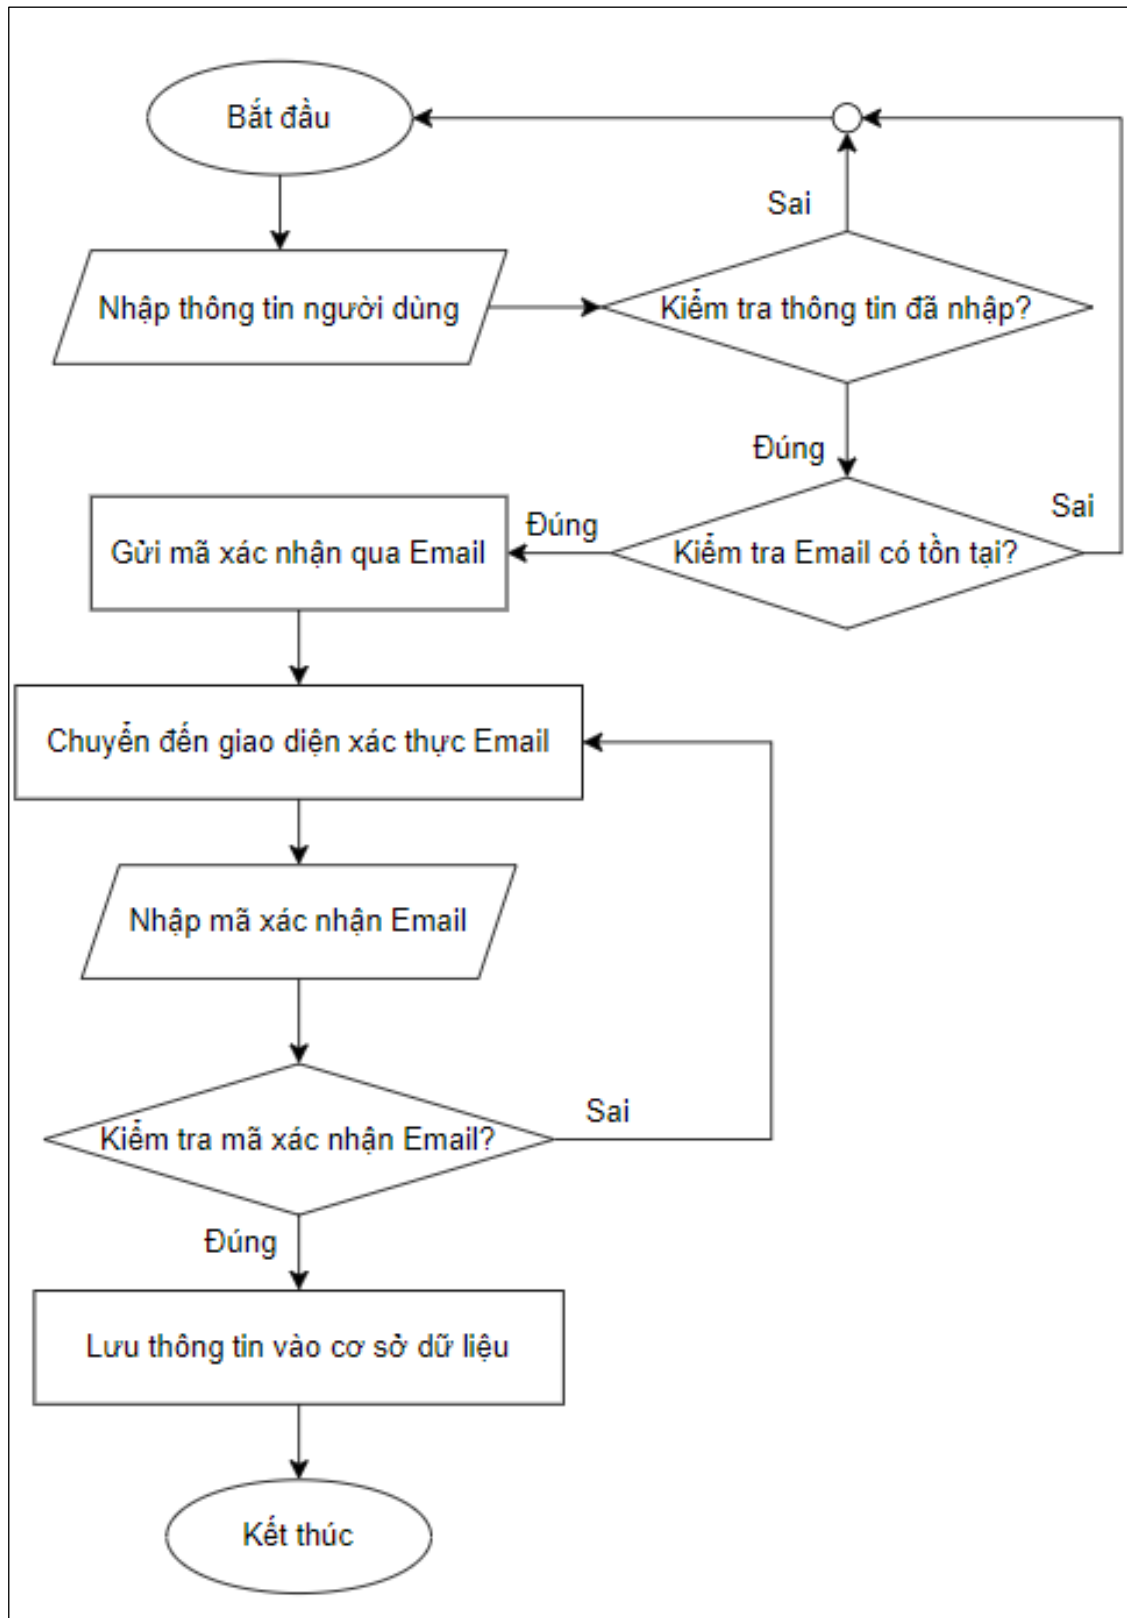 Bắt đầu
Sai
Nhập thông tin người dùng
Kiểm tra thông tin đã nhập?
Đúng
Sai
Đúng
Gửi mã xác nhận qua Email
Kiểm tra Email có tồn tại?
Chuyển đến giao diện xác thực Email
Nhập mã xác nhận Email
Sai
Kiểm tra mã xác nhận Email?
Đúng
Lưu thông tin vào cơ sở dữ liệu
Kết thúc